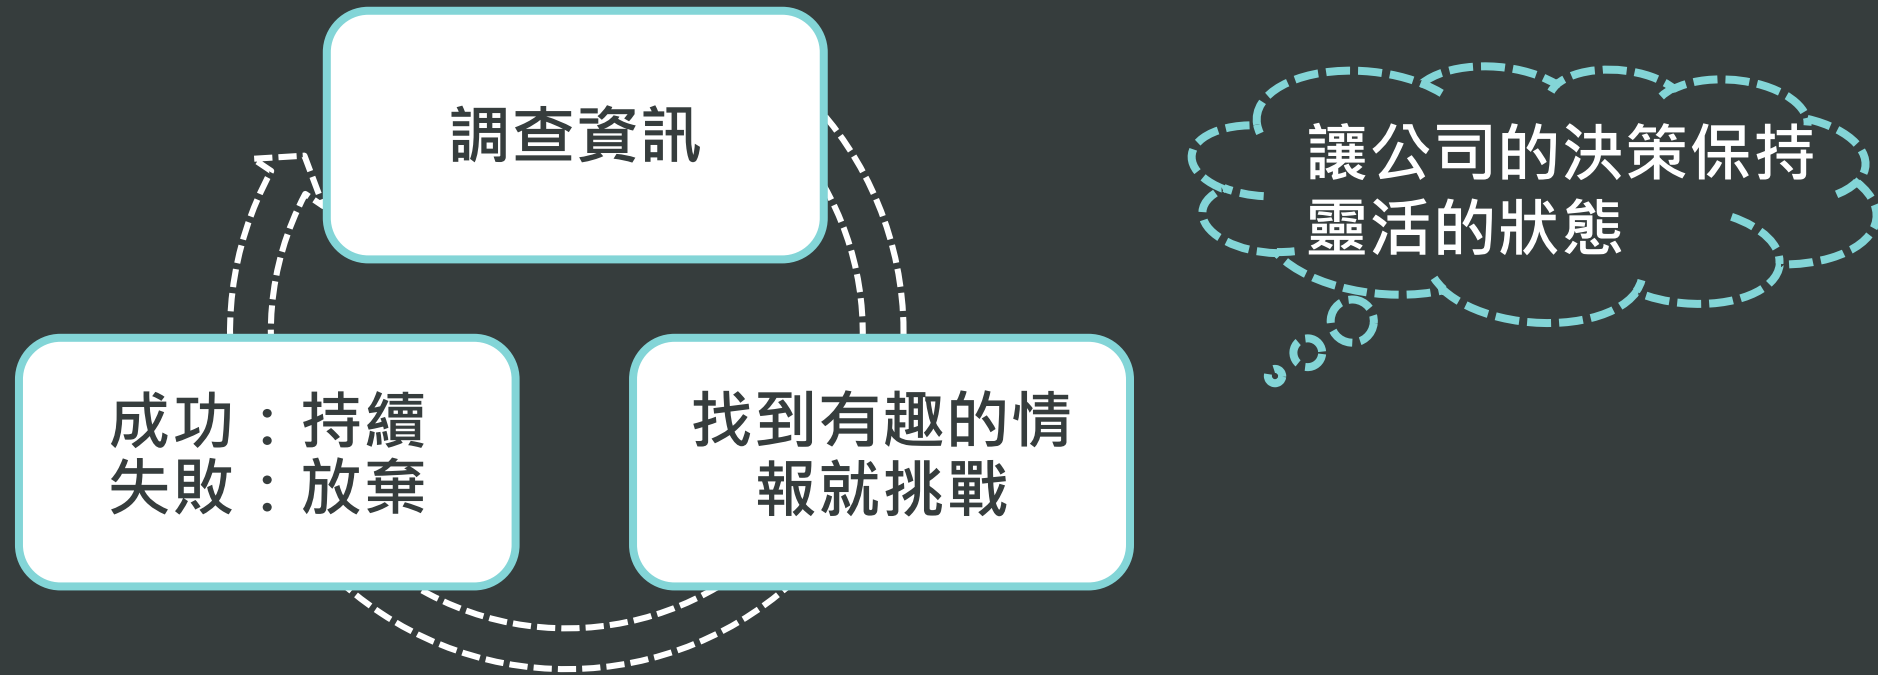 調查資訊
讓公司的決策保持
靈活的狀態
找到有趣的情
報就挑戰
成功：持續
失敗：放棄